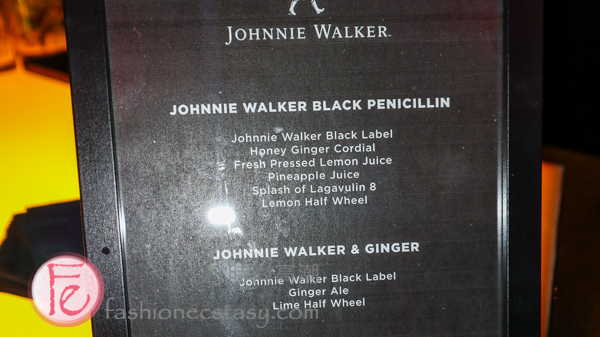 JOHNNIE WALKER.
JOHNNIE WALKER BLACK PENICILLIN
Johnnie Walker Black Label
Honey Ginger Cordial
Fresh Pressed Lemon Juice
Pineapple Juice
Splash of Lagavulin 8
Lemon Half Wheel
JOHNNIE WALKER & GINGER
Johnnie Walker Black Label
Ginger Ale
Lime Half Wheel
Fe fashionecstasy.com